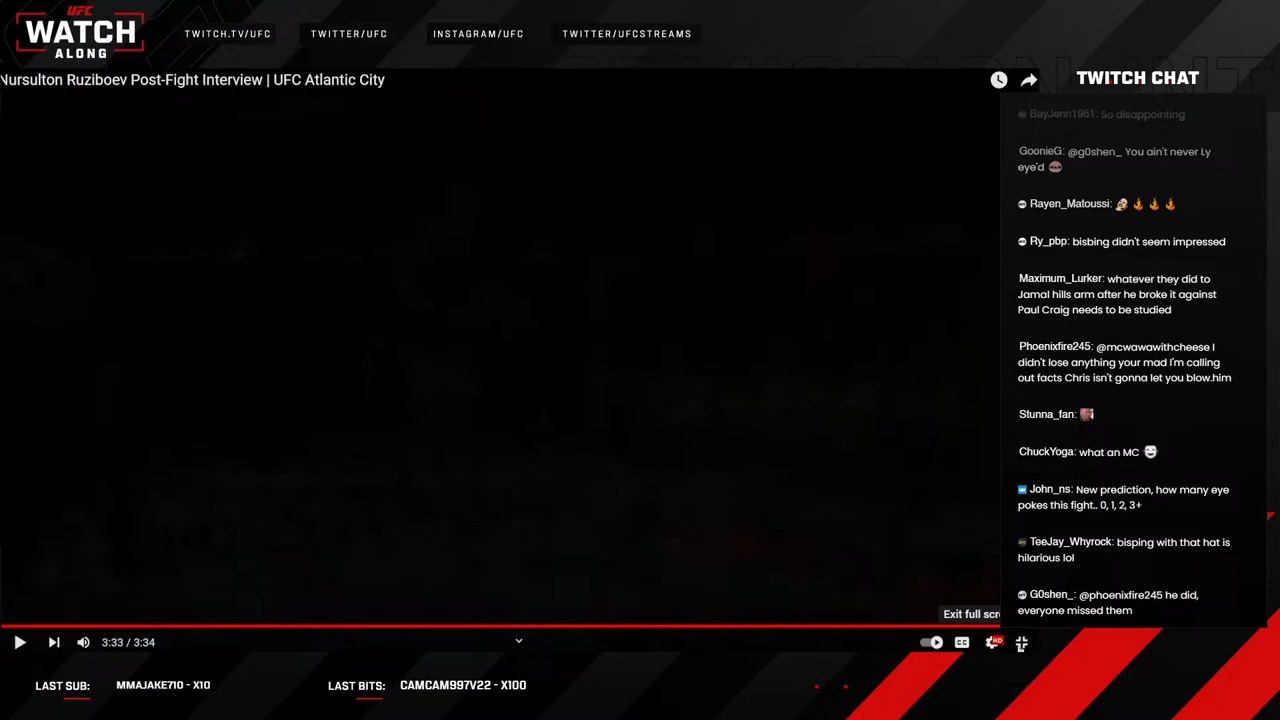 UFC
WATCH
ALONG
TWITCH.TV/UFC
TWITTER/UFC
INSTAGRAM/UFC
TWITTER/UFCSTREAMS
Nursulton Ruziboev Post-Fight Interview | UFC Atlantic City
TWITCH CHAT
BayJenn1961: So disappointing
GoonieG: @g0shen_ You ain't never Ly
eye'd
Rayen_Matoussi:
Ry_pbp: bisbing didn't seem impressed
Maximum_Lurker: whatever they did to
Jamal hills arm after he broke it against
Paul Craig needs to be studied
Phoenixfire245: @mcwawawithcheese I
didn't lose anything your mad I'm calling
out facts Chris isn't gonna let you blow.him
Stunna_fan:
ChuckYoga: what an MC
John_ns: New prediction, how many eye
pokes this fight.. 0, 1, 2, 3+
TeeJay_Whyrock: bisping with that hat is
hilarious lol
G0shen_: @phoenixfire245 he did,
everyone missed them
Exit full scre
3:33 / 3:34
CC
HD
LAST SUB:
MMAJAKE710 - X10
LAST BITS:
CAMCAM997V22 - X100